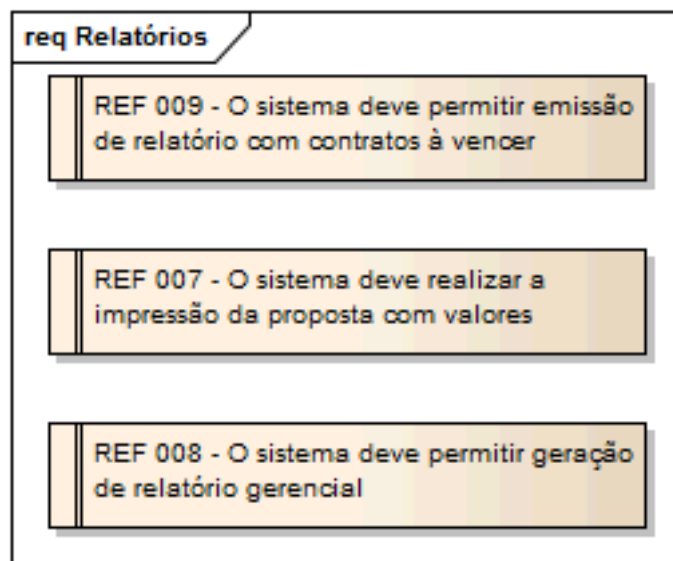 req Relatórios
REF 009 - O sistema deve permitir emissão
de relatório com contratos à vencer
REF 007 - O sistema deve realizar a
impressão da proposta com valores
REF 008 - O sistema deve permitir geração
de relatório gerencial